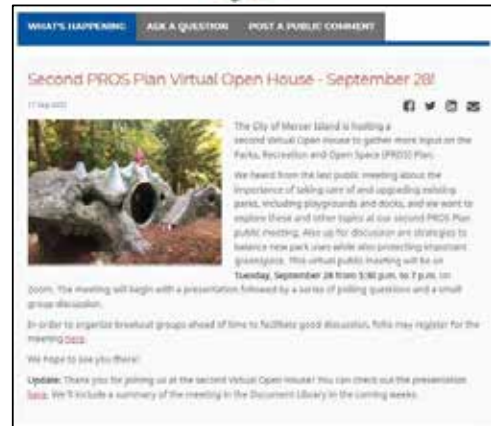 WHAT'S HAPPENING ASK A QUESTION POST A PUBLIC COMMENT
Second PROS Plan Virtual Open House - September 28!
The City of Mercer Island is hosting a
second Virtual Open House to gather more input on the
Parks, Recreation and Open Space (PROS) Plan.
We heard from the last public meeting about the
importance of taking care of and upgrading existing
parks, including playgrounds and docks, and we want to
explore these and other topics at our second PROS Plan
public meeting. Also up for discussion are strategies to
balance new park uses while also protecting important
greenspace. This virtual public meeting will be on
Tuesday, September 28 from 5:30 p.m. to 7 p.m. on
Zoom. The meeting will begin with a presentation followed by a series of polling questions and a small
group discussion.
In order to organize breakout groups ahead of time to facilitate good discussion, folks may register for the
meeting here.
We hope to see you there!
Update: Thank you for joining us at the second Virtual Open House! You can check out the presentation
here. We'll include a summary of the meeting in the Document Library in the coming weeks.